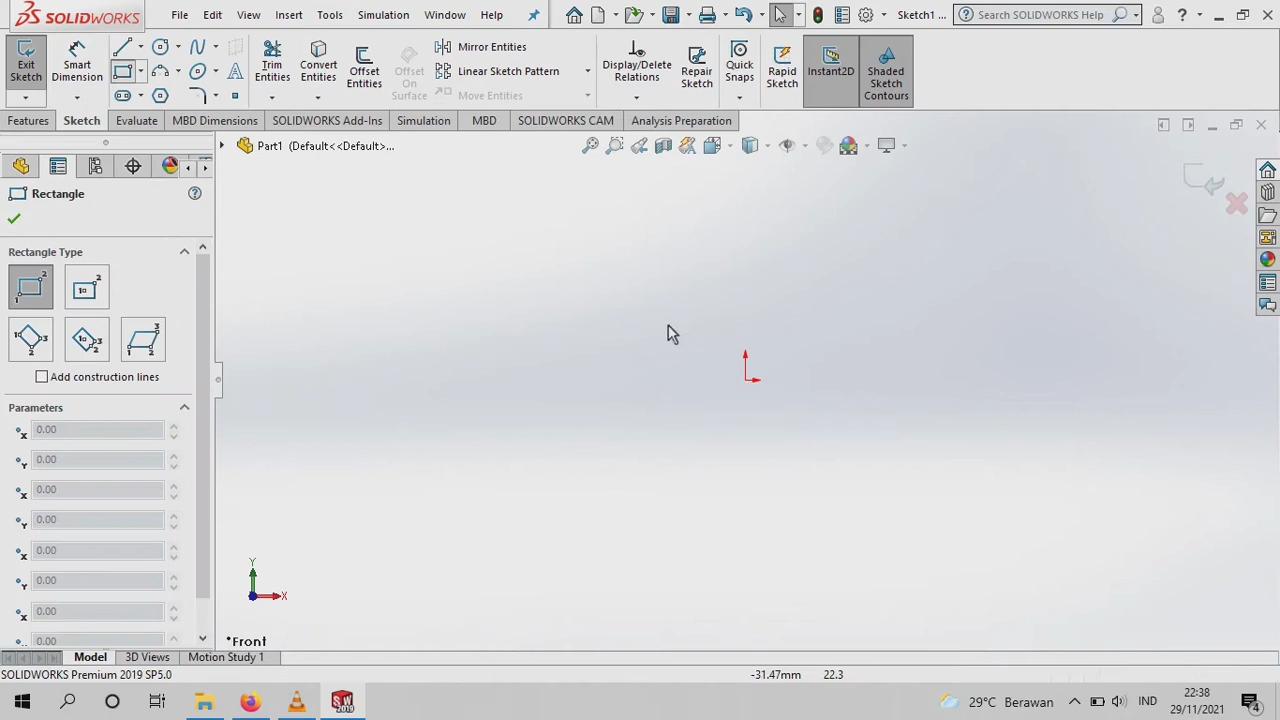 SOLIDWORKS File Edit View Insert Tools Simulation Window Help Sketch1 ... Search SOLIDWORKS Help ?
Exit Sketch
Smart Dimension
Trim Entities
Convert Entities
Offset Entities
Offset On Surface
Mirror Entities
Linear Sketch Pattern
Move Entities
Display/Delete Relations
Repair Sketch
Quick Snaps
Rapid Sketch
Instant2D
Shaded Sketch Contours
Features Sketch Evaluate MBD Dimensions SOLIDWORKS Add-Ins Simulation MBD SOLIDWORKS CAM Analysis Preparation
Part1 (Default<<Default>...
Rectangle
Rectangle Type
Add construction lines
Parameters
0.00
0.00
0.00
0.00
0.00
0.00
0.00
0.00
Y
X
*Front
Model 3D Views Motion Study 1
SOLIDWORKS Premium 2019 SP5.0 -31.47mm 22.3
29°C Berawan IND 22:38
29/11/2021
4